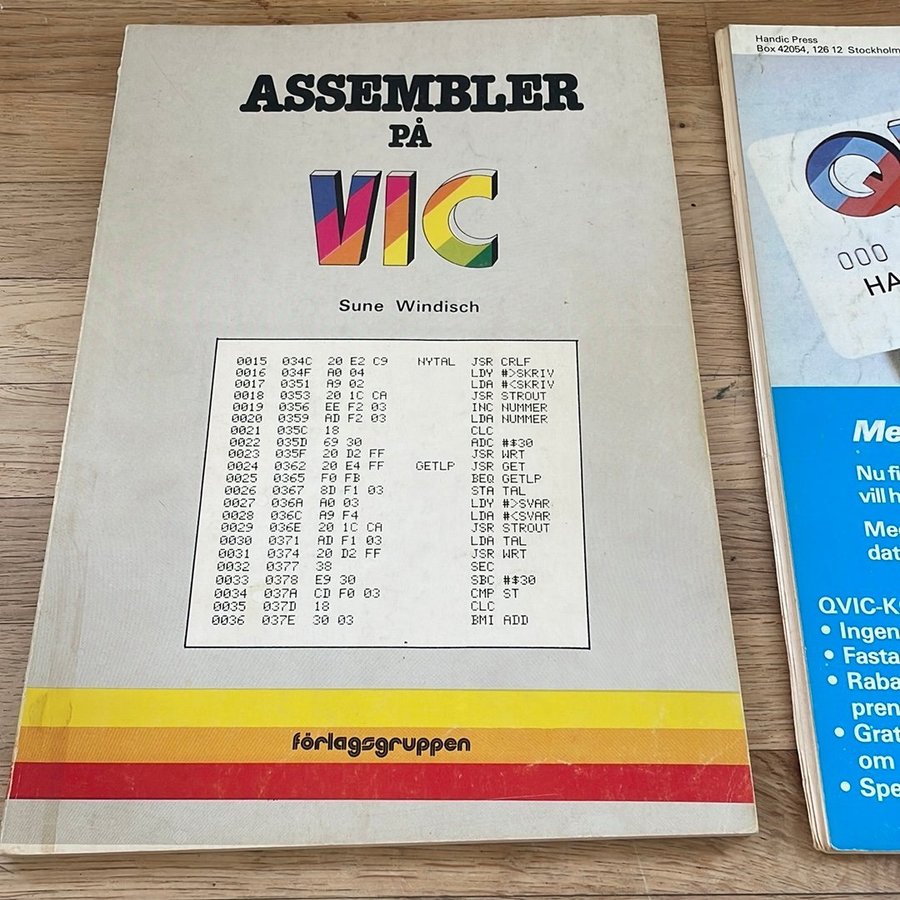 ASSEMBLER
PÅ
VIC
Sune Windisch
0015 034C 20 E2 C9 NYTAL JSR CRLF
0016 034F A0 04 LDY #>SKRIV
0017 0351 A9 02 LDA #<SKRIV
0018 0353 20 1C CA JSR STROUT
0019 0356 EE F2 03 INC NUMMER
0020 0359 AD F2 03 LDA NUMMER
0021 035C 18 CLC
0022 035D 69 30 ADC #$30
0023 035F 20 D2 FF JSR WRT
0024 0362 20 E4 FF GETLP JSR GET
0025 0365 F0 FB BEQ GETLP
0026 0367 8D F1 03 STA TAL
0027 036A A0 03 LDY #>SVAR
0028 036C A9 F4 LDA #<SVAR
0029 036E 20 1C CA JSR STROUT
0030 0371 AD F1 03 LDA TAL
0031 0374 20 D2 FF JSR WRT
0032 0377 38 SEC
0033 0378 E9 30 SBC #$30
0034 037A CD F0 03 CMP ST
0035 037D 18 CLC
0036 037E 30 03 BMI ADD
förlagsgruppen
Handic Press
Box 42054, 126 12 Stockholm
Q
000
HA
Me
Nu fi
vill h
Med
dat
QVIC-K
• Ingen
• Fasta
• Raba
pren
• Grat
om
• Spe